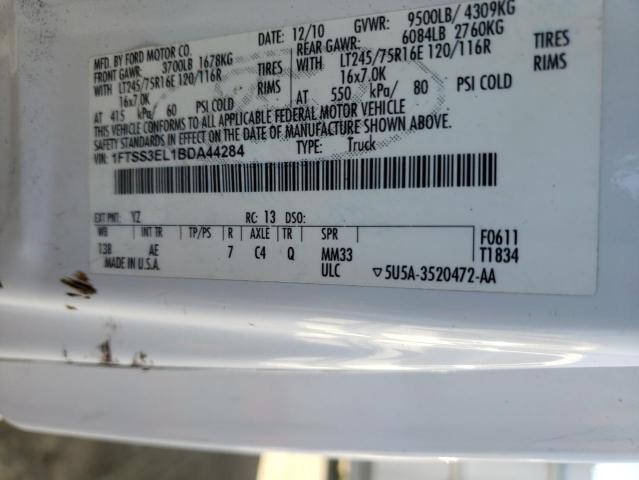 MFD. BY FORD MOTOR CO.
DATE: 12/10 GVWR: 9500LB/ 4309KG
FRONT GAWR: 3700LB 1678KG
REAR GAWR: 6084LB 2760KG
WITH LT245/75R16E 120/116R TIRES
WITH LT245/75R16E 120/116R TIRES
16x7.0K RIMS
16x7.0K RIMS
AT 415 kPa/ 60 PSI COLD
AT 550 kPa/ 80 PSI COLD
THIS VEHICLE CONFORMS TO ALL APPLICABLE FEDERAL MOTOR VEHICLE
SAFETY STANDARDS IN EFFECT ON THE DATE OF MANUFACTURE SHOWN ABOVE.
VIN: 1FTSS3EL1BDA44284 TYPE: Truck
EXT PNT: YZ RC: 13 DSO:
WB INT TR TP/PS R AXLE TR SPR F0611
138 AE 7 C4 Q MM33 T1834
MADE IN U.S.A. ULC ▽5U5A-3520472-AA